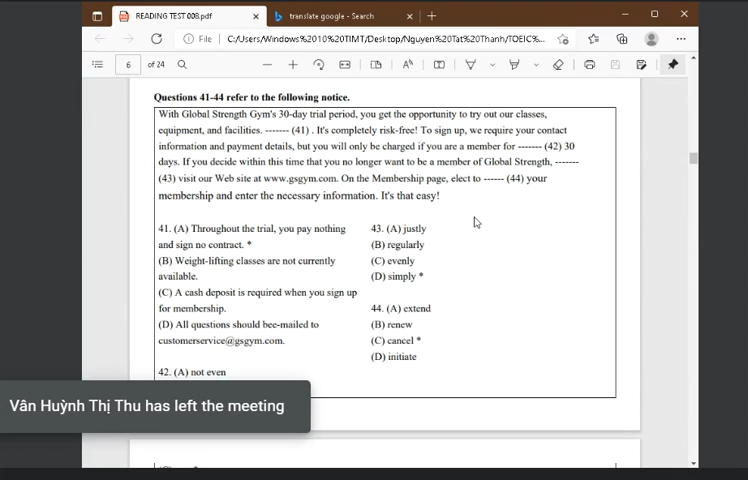 READING TEST 008.pdf
translate google - Search
File
C:/Users/Windows%2010%20TIMT/Desktop/Nguyen%20Tat%20Thanh/TOEIC%...
6 of 24
Questions 41-44 refer to the following notice.
With Global Strength Gym's 30-day trial period, you get the opportunity to try out our classes,
equipment, and facilities. ------- (41) . It's completely risk-free! To sign up, we require your contact
information and payment details, but you will only be charged if you are a member for ------- (42) 30
days. If you decide within this time that you no longer want to be a member of Global Strength, -------
(43) visit our Web site at www.gsgym.com. On the Membership page, elect to ------ (44) your
membership and enter the necessary information. It's that easy!
41. (A) Throughout the trial, you pay nothing
and sign no contract. *
(B) Weight-lifting classes are not currently
available.
(C) A cash deposit is required when you sign up
for membership.
(D) All questions should bee-mailed to
customerservice@gsgym.com.
42. (A) not even
43. (A) justly
(B) regularly
(C) evenly
(D) simply *
44. (A) extend
(B) renew
(C) cancel *
(D) initiate
Vân Huỳnh Thị Thu has left the meeting